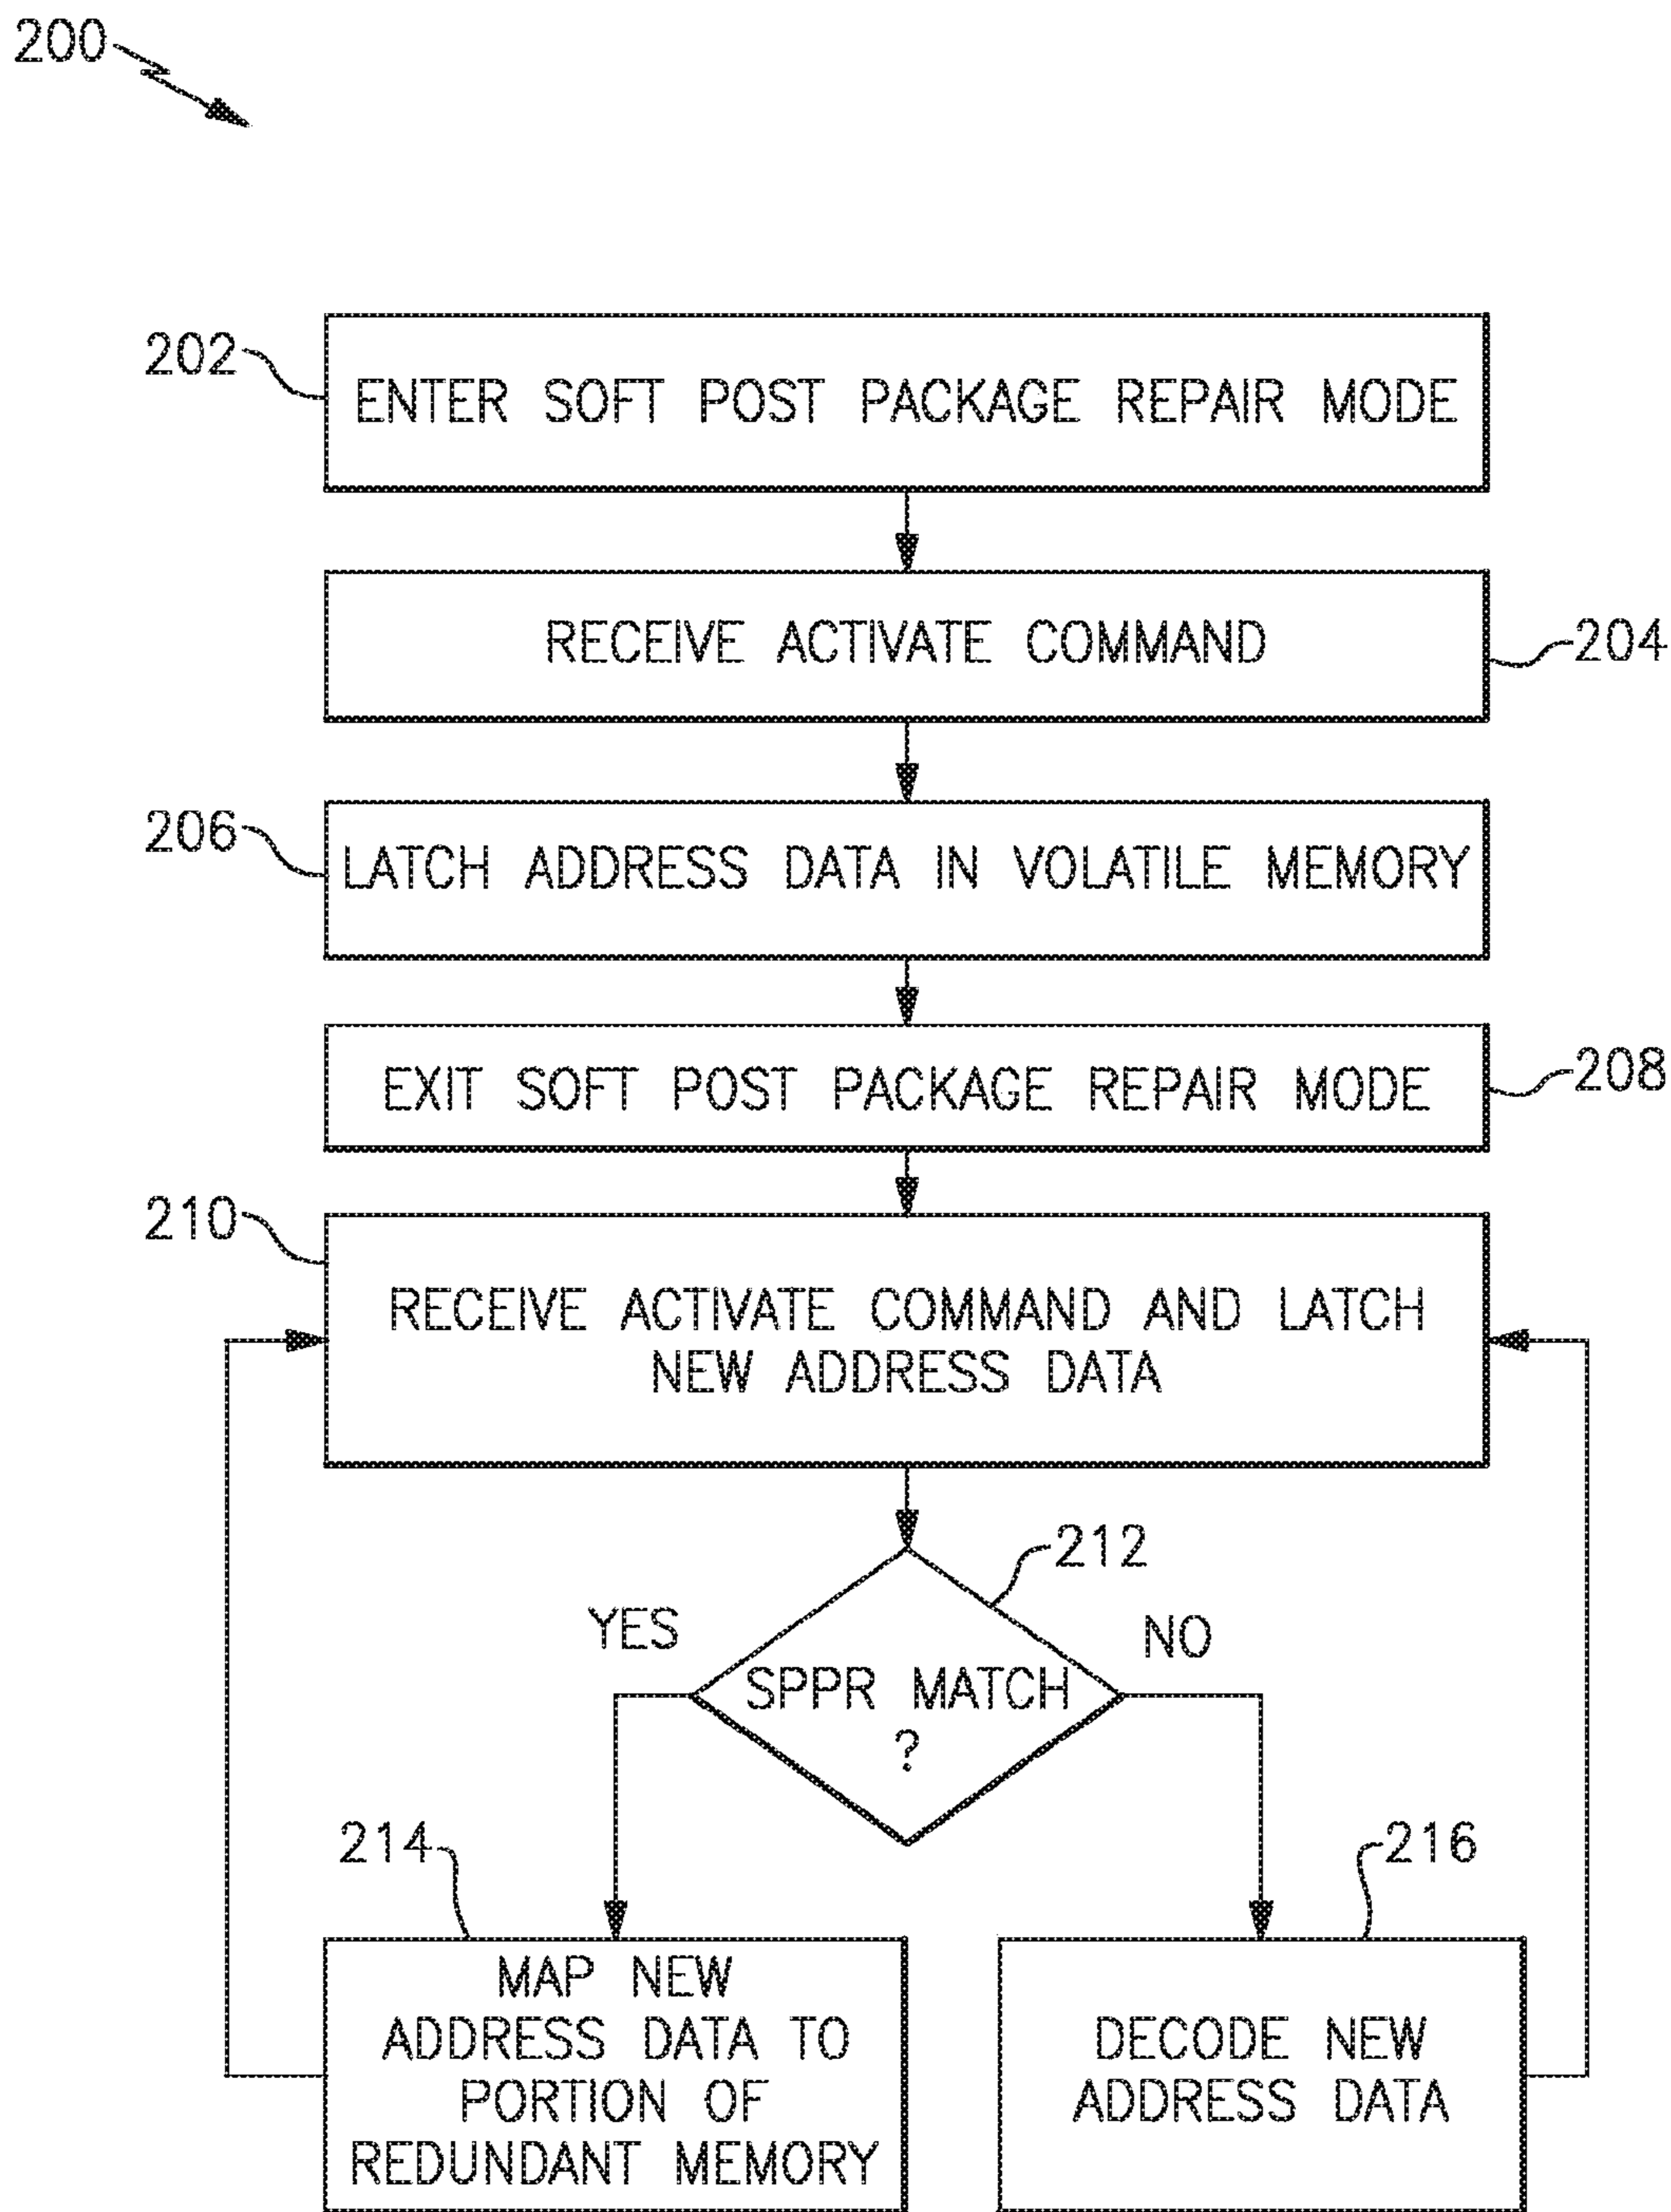 200
202
ENTER SOFT POST PACKAGE REPAIR MODE
RECEIVE ACTIVATE COMMAND
204
206
LATCH ADDRESS DATA IN VOLATILE MEMORY
EXIT SOFT POST PACKAGE REPAIR MODE
208
210
RECEIVE ACTIVATE COMMAND AND LATCH
NEW ADDRESS DATA
212
YES
NO
SPPR MATCH
?
214
216
MAP NEW
ADDRESS DATA TO
PORTION OF
REDUNDANT MEMORY
DECODE NEW
ADDRESS DATA